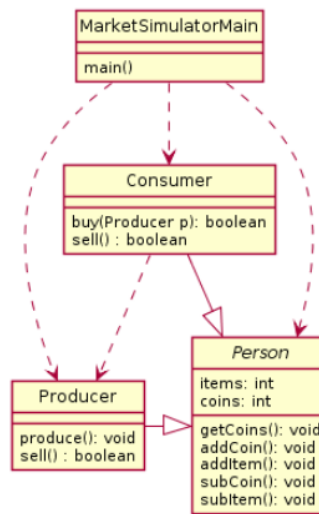 MarketSimulatorMain
main()
Consumer
buy(Producer p): boolean
sell() : boolean
Person
items: int
coins: int
getCoins(): void
addCoin(): void
addItem(): void
subCoin(): void
subItem(): void
Producer
produce(): void
sell() : boolean